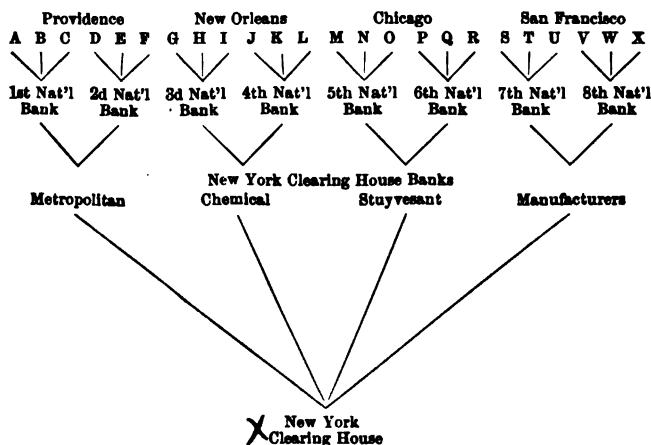 Providence New Orleans Chicago San Francisco
A B C D E F G H I J K L M N O P Q R S T U V W X
1st Nat'l Bank 2d Nat'l Bank 3d Nat'l Bank 4th Nat'l Bank 5th Nat'l Bank 6th Nat'l Bank 7th Nat'l Bank 8th Nat'l Bank
New York Clearing House Banks
Metropolitan Chemical Stuyvesant Manufacturers
X New York
Clearing House